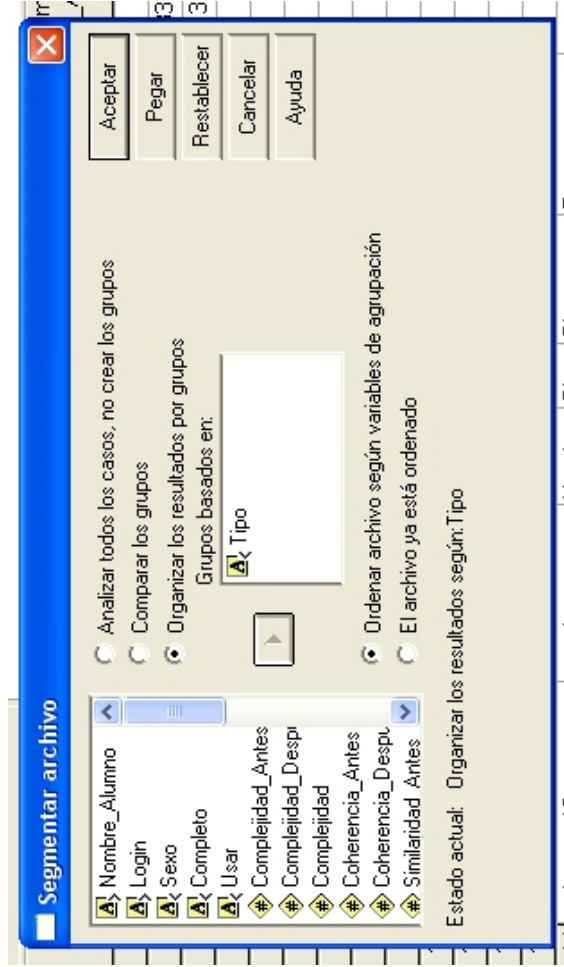 Segmentar archivo
Nombre_Alumno
Login
Sexo
Completo
Usar
Complejidad_Antes
Complejidad_Despu
Complejidad
Coherencia_Antes
Coherencia_Despu
Similaridad_Antes
Analizar todos los casos, no crear los grupos
Comparar los grupos
Organizar los resultados por grupos
Grupos basados en:
Tipo
Ordenar archivo según variables de agrupación
El archivo ya está ordenado
Estado actual: Organizar los resultados según:Tipo
Aceptar
Pegar
Restablecer
Cancelar
Ayuda